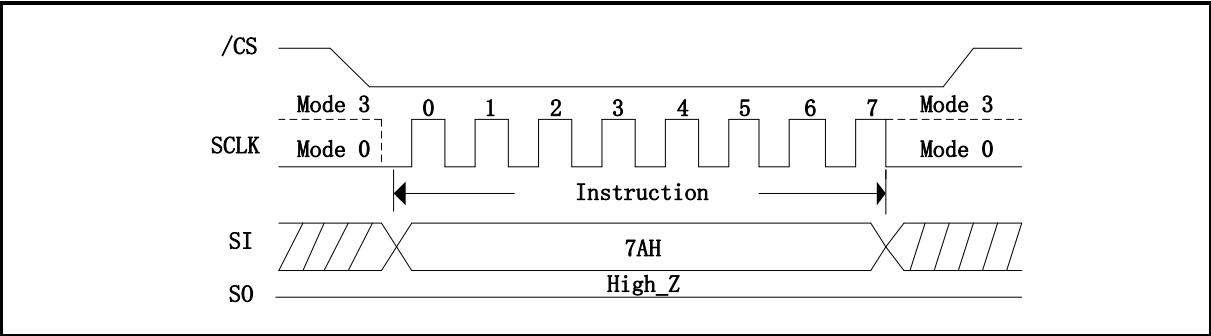 /CS
Mode 3 0 1 2 3 4 5 6 7 Mode 3
SCLK Mode 0 Mode 0
Instruction
SI 7AH
High_Z
SO